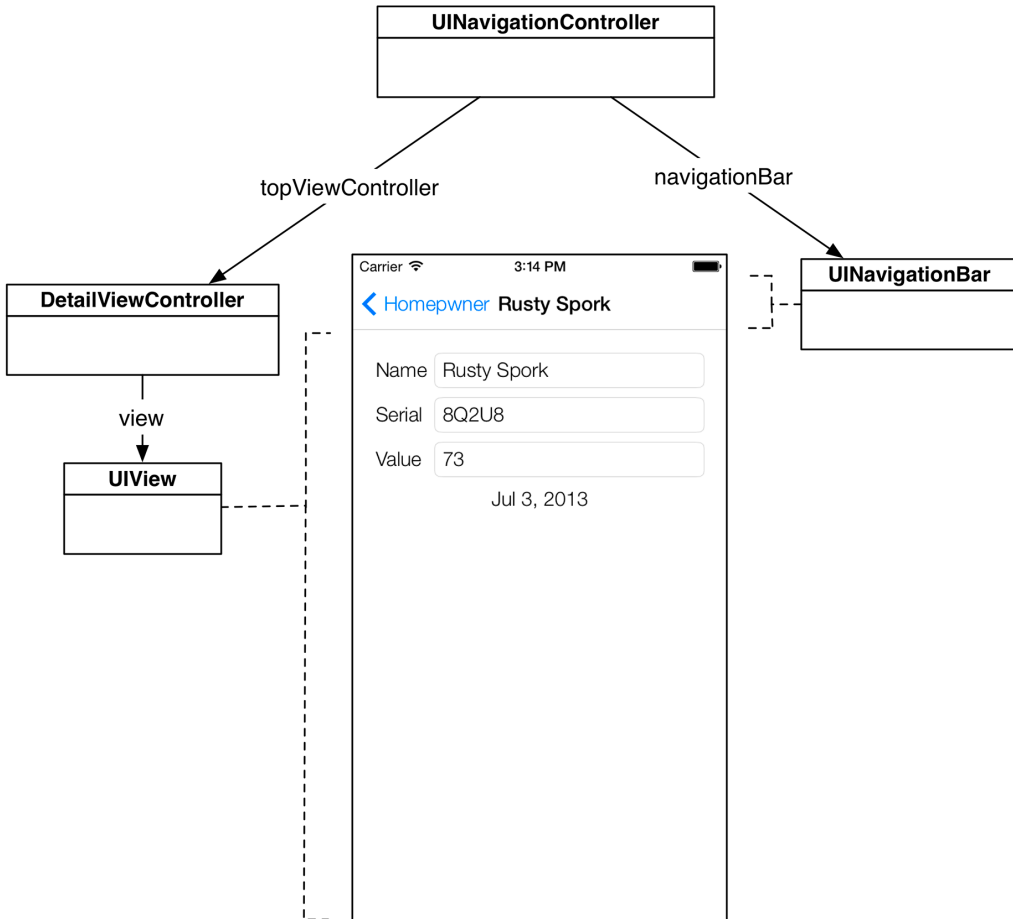 UINavigationController
topViewController
navigationBar
DetailViewController
view
UIView
Carrier 3:14 PM
Homepwner Rusty Spork
Name Rusty Spork
Serial 8Q2U8
Value 73
Jul 3, 2013
UINavigationBar